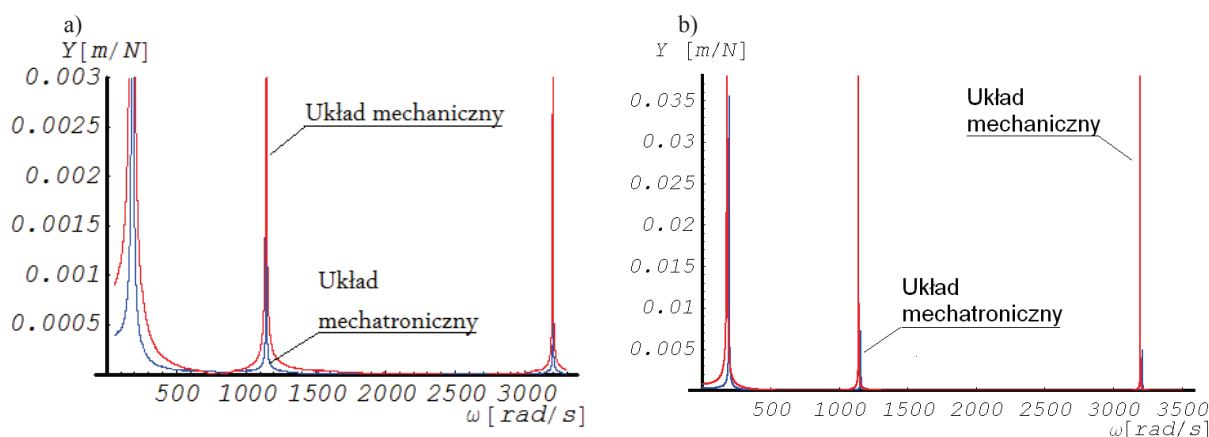 a)
Y[m/N]
0.003
0.0025
0.002
0.0015
0.001
0.0005
Układ mechaniczny
Układ
mechatroniczny
500 1000 1500 2000 2500 3000
ω[rad/s]
b)
Y [m/N]
0.035
0.03
0.025
0.02
0.015
0.01
0.005
Układ
mechaniczny
Układ
mechatroniczny
500 1000 1500 2000 2500 3000 3500
ω[rad/s]